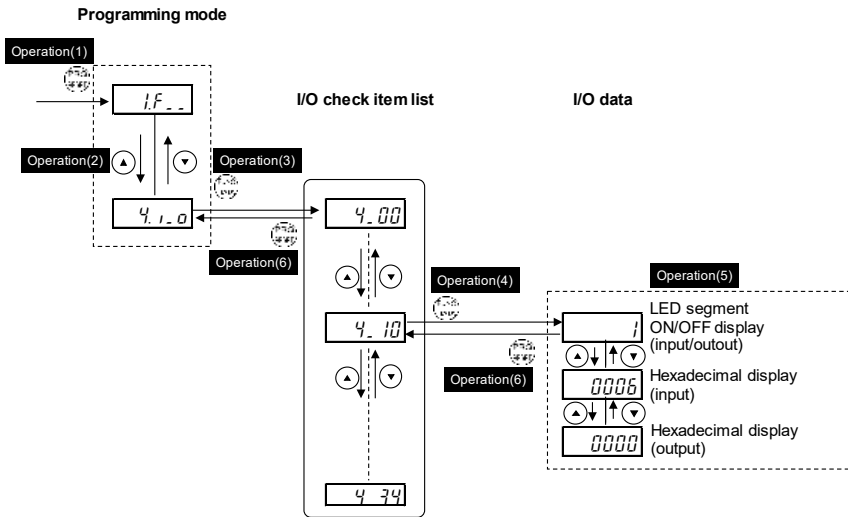 Programming mode
Operation(1)
1.F_ _
I/O check item list
I/O data
Operation(2)
Operation(3)
4. i_o
4_00
Operation(6)
Operation(4)
Operation(5)
4_10
1
LED segment
ON/OFF display
(input/outout)
Operation(6)
0006
Hexadecimal display
(input)
0000
Hexadecimal display
(output)
4_34